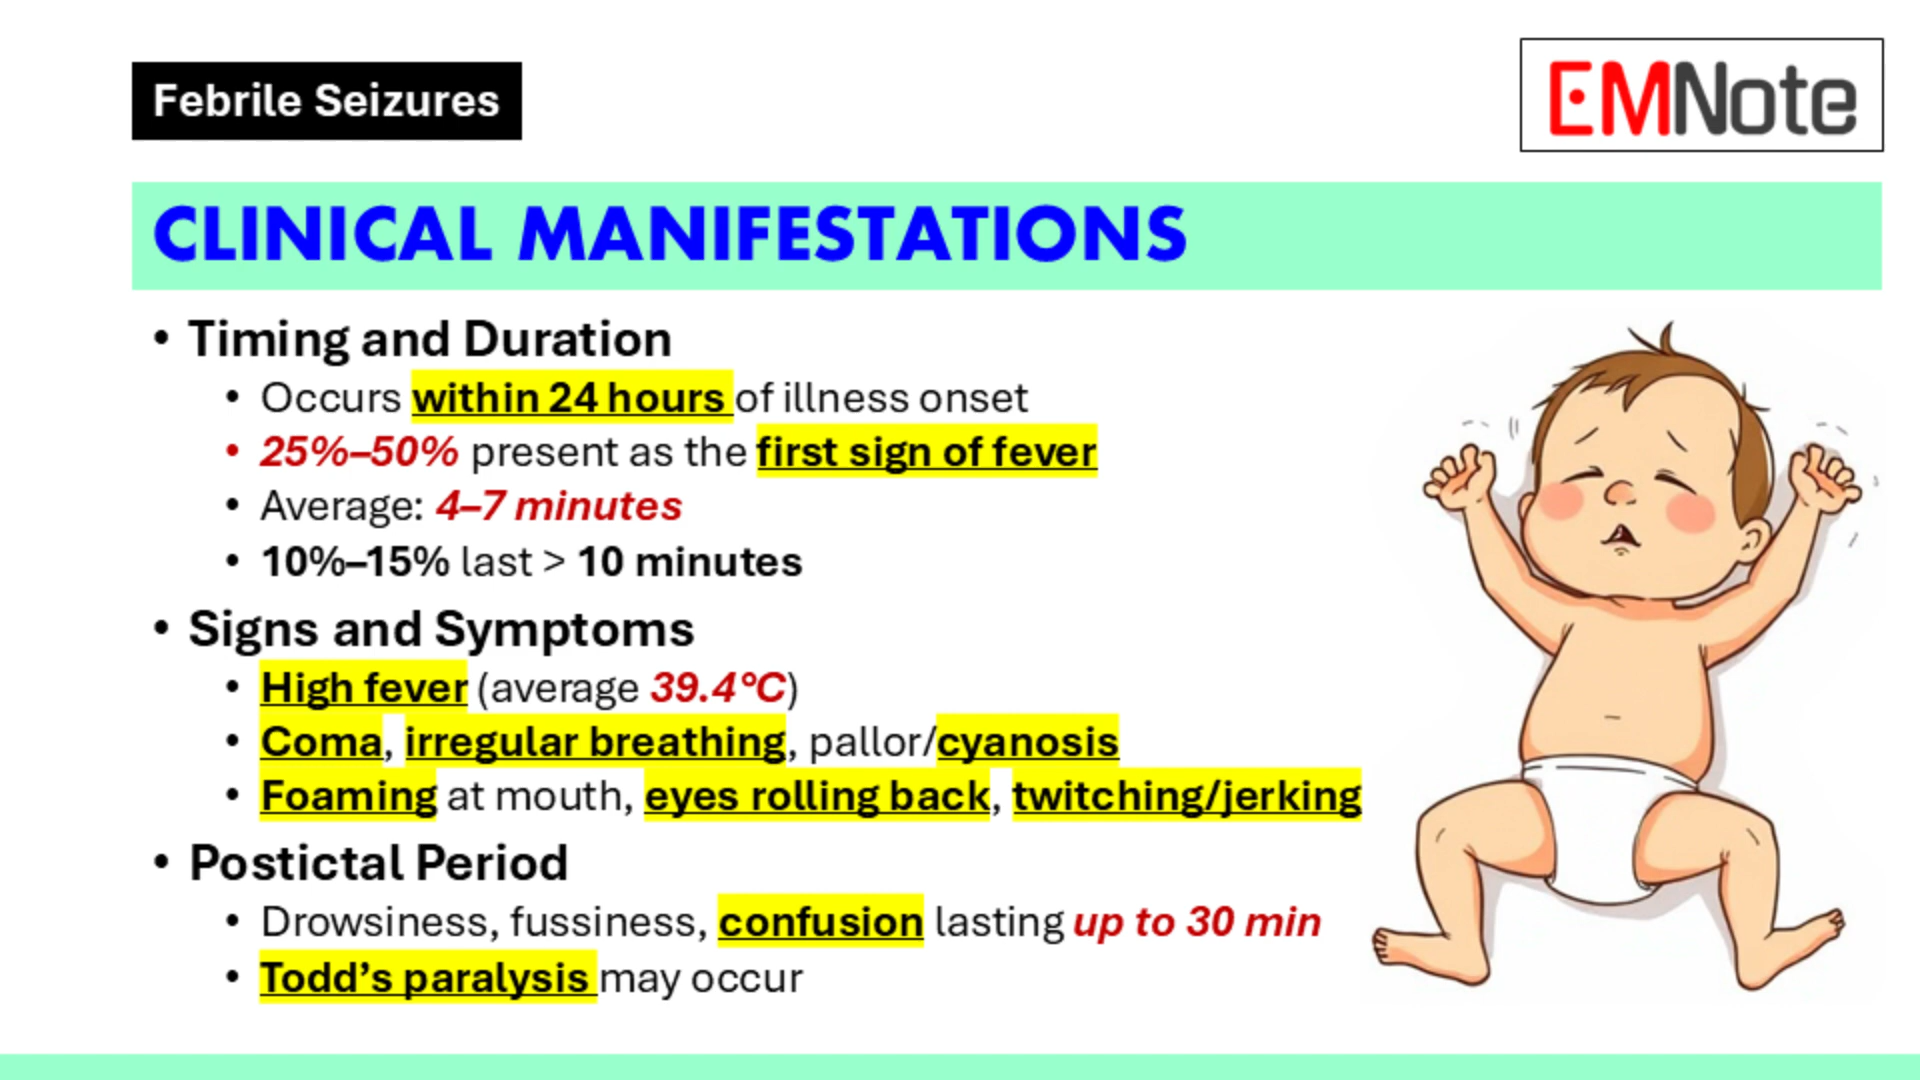 Febrile Seizures
EMNote
CLINICAL MANIFESTATIONS
• Timing and Duration
• Occurs within 24 hours of illness onset
• 25%–50% present as the first sign of fever
• Average: 4–7 minutes
• 10%–15% last > 10 minutes
• Signs and Symptoms
• High fever (average 39.4°C)
• Coma, irregular breathing, pallor/cyanosis
• Foaming at mouth, eyes rolling back, twitching/jerking
• Postictal Period
• Drowsiness, fussiness, confusion lasting up to 30 min
• Todd’s paralysis may occur